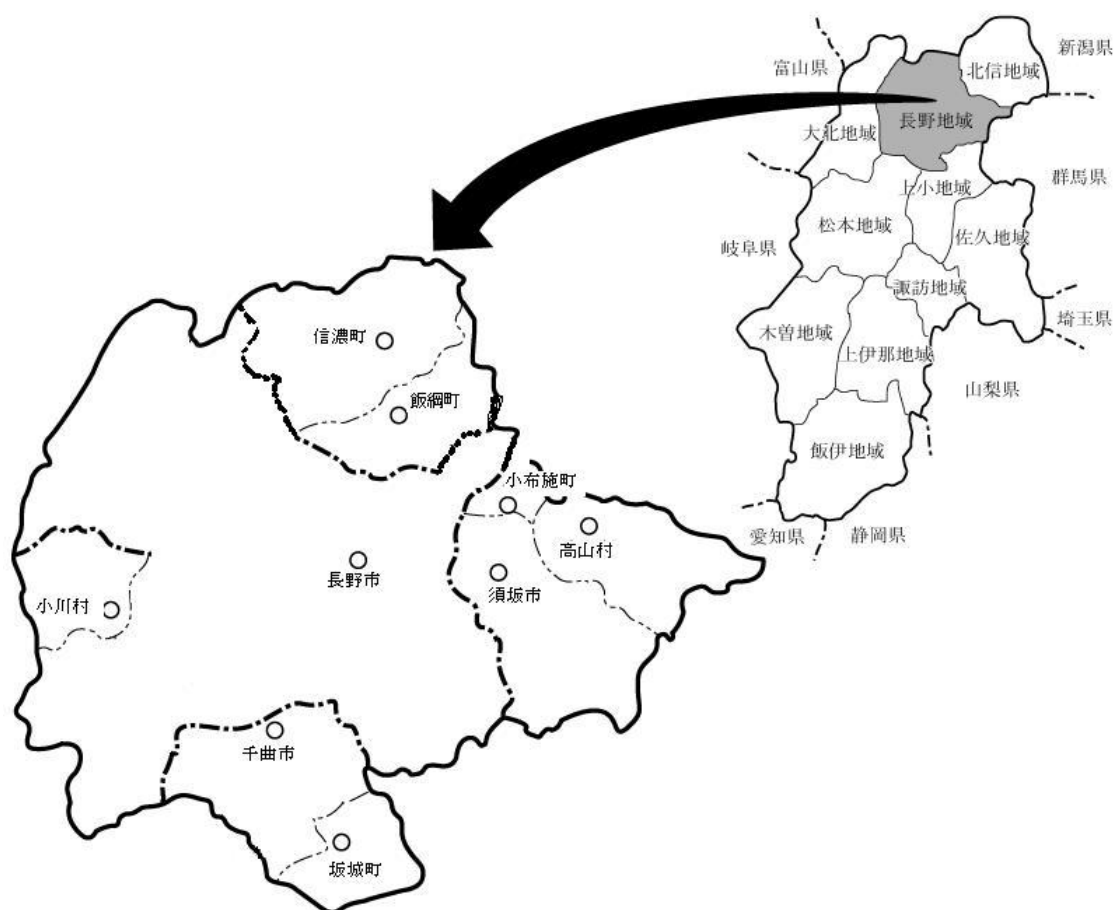 新潟県
富山県
北信地域
長野地域
大北地域
群馬県
上小地域
松本地域
佐久地域
岐阜県
諏訪地域
埼玉県
木曽地域
上伊那地域
山梨県
飯伊地域
愛知県
静岡県
信濃町
飯綱町
小布施町
高山村
長野市
須坂市
小川村
千曲市
坂城町